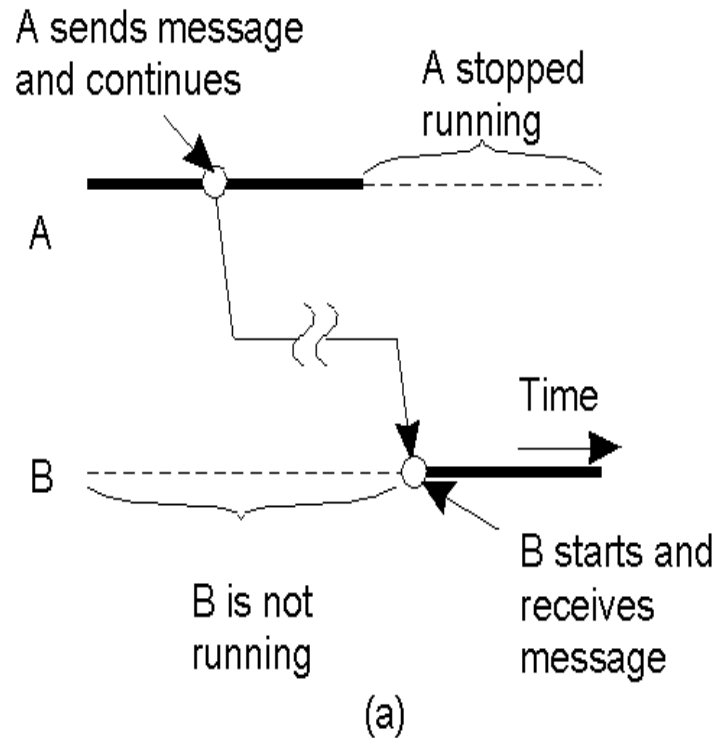 A sends message
and continues
A stopped
running
A
Time
B
B is not
running
B starts and
receives
message
(a)